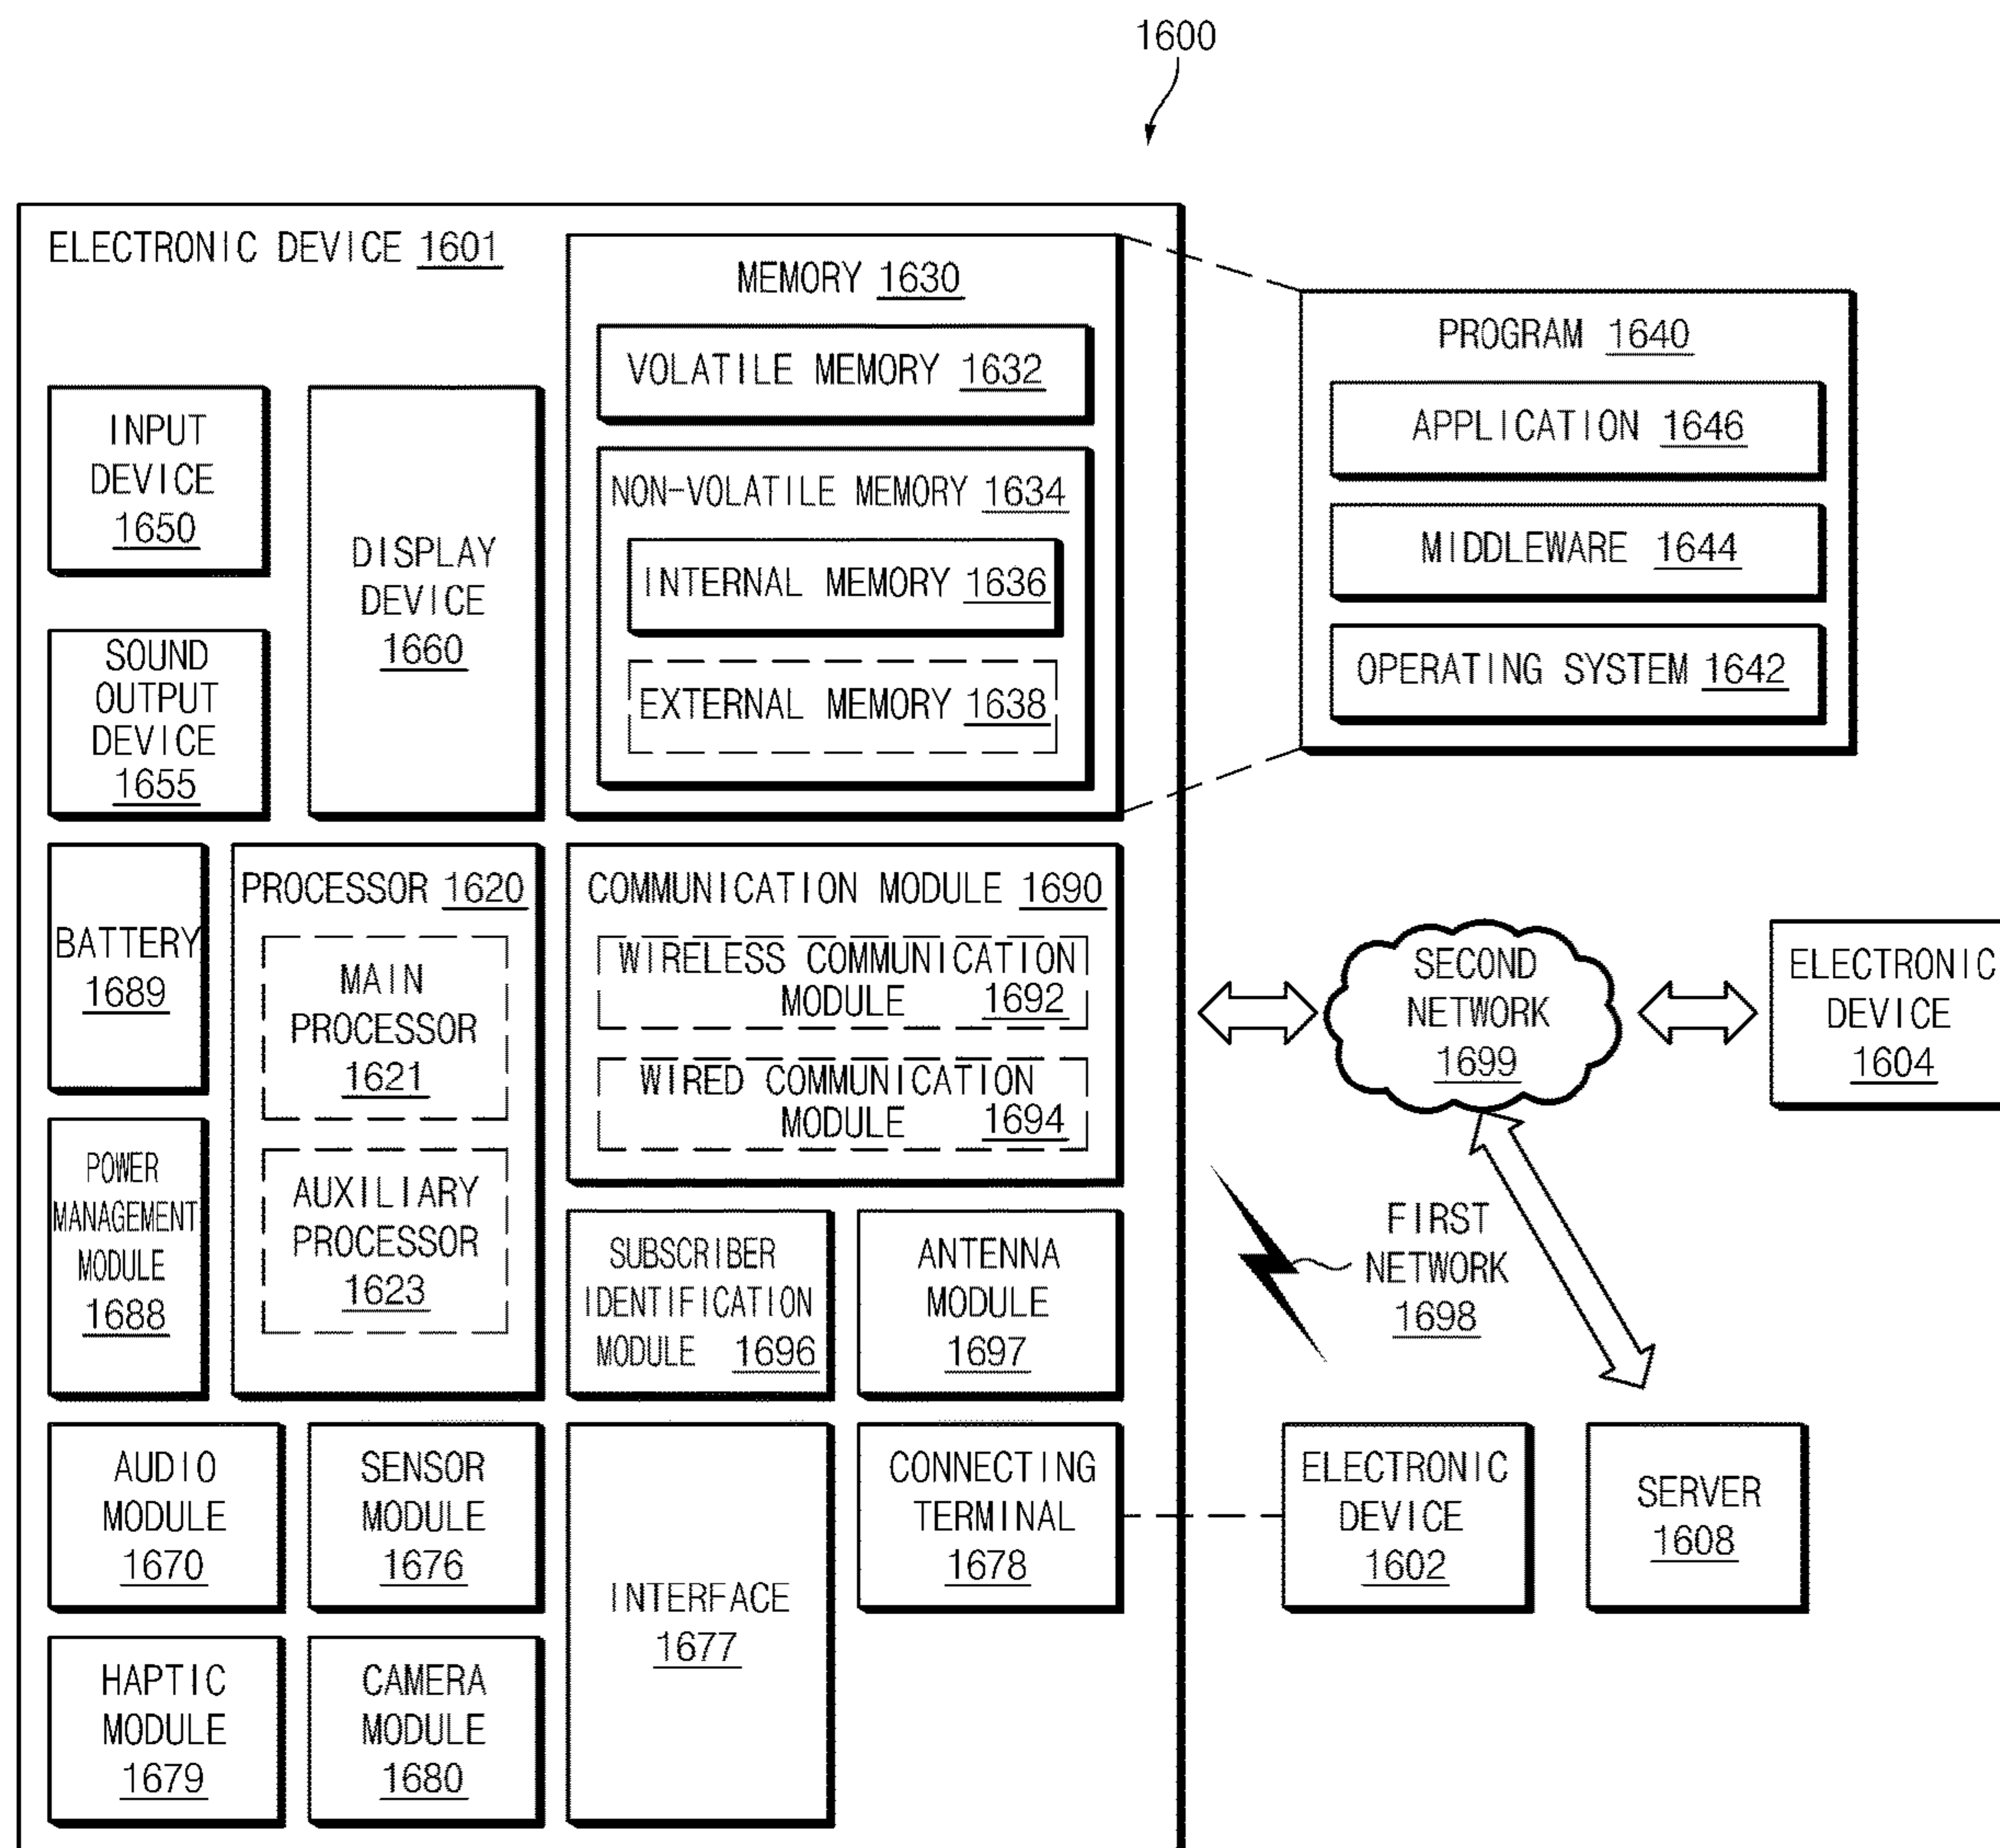 1600
ELECTRONIC DEVICE 1601
MEMORY 1630
VOLATILE MEMORY 1632
NON-VOLATILE MEMORY 1634
INTERNAL MEMORY 1636
EXTERNAL MEMORY 1638
PROGRAM 1640
APPLICATION 1646
MIDDLEWARE 1644
OPERATING SYSTEM 1642
INPUT
DEVICE
1650
SOUND
OUTPUT
DEVICE
1655
DISPLAY
DEVICE
1660
BATTERY
1689
POWER
MANAGEMENT
MODULE
1688
PROCESSOR 1620
MAIN
PROCESSOR
1621
AUXILIARY
PROCESSOR
1623
COMMUNICATION MODULE 1690
WIRELESS COMMUNICATION
MODULE 1692
WIRED COMMUNICATION
MODULE 1694
SUBSCRIBER
IDENTIFICATION
MODULE 1696
ANTENNA
MODULE
1697
SECOND
NETWORK
1699
ELECTRONIC
DEVICE
1604
FIRST
NETWORK
1698
AUDIO
MODULE
1670
SENSOR
MODULE
1676
INTERFACE
1677
CONNECTING
TERMINAL
1678
ELECTRONIC
DEVICE
1602
SERVER
1608
HAPTIC
MODULE
1679
CAMERA
MODULE
1680